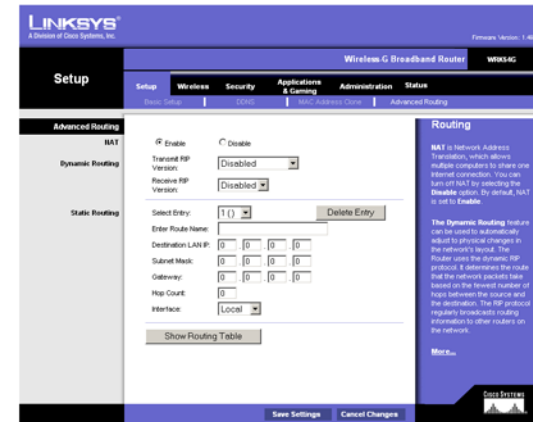 LINKSYS®
A Division of Cisco Systems, Inc.
Firmware Version: 1.46
Wireless-G Broadband Router
WRK54G
Setup
Setup Wireless Security Applications & Gaming Administration Status
Basic Setup DDNS MAC Address Clone Advanced Routing
Advanced Routing
NAT
Enable Disable
Dynamic Routing
Transmit RIP Version: Disabled
Receive RIP Version: Disabled
Static Routing
Select Entry: 1 () Delete Entry
Enter Route Name:
Destination LAN IP: 0 . 0 . 0 . 0
Subnet Mask: 0 . 0 . 0 . 0
Gateway: 0 . 0 . 0 . 0
Hop Count: 0
Interface: Local
Show Routing Table
Save Settings Cancel Changes
Routing
NAT is Network Address
Translation, which allows
multiple computers to share one
Internet connection. You can
turn off NAT by selecting the
Disable option. By default, NAT
is set to Enable.
The Dynamic Routing feature
can be used to automatically
adjust to physical changes in
the network's layout. The
Router uses the dynamic RIP
protocol. It determines the route
that the network packets take
based on the fewest number of
hops between the source and
the destination. The RIP protocol
regularly broadcasts routing
information to other routers on
the network.
More...
CISCO SYSTEMS